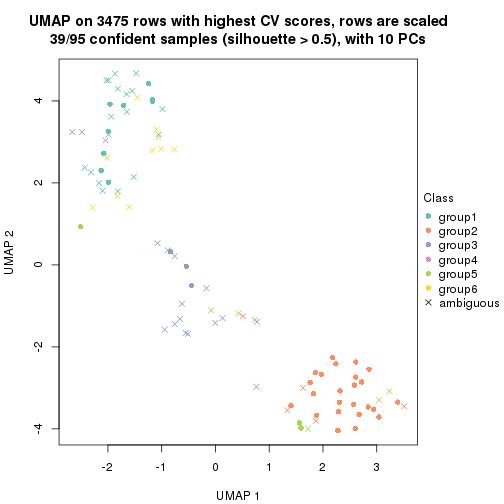 UMAP on 3475 rows with highest CV scores, rows are scaled
39/95 confident samples (silhouette > 0.5), with 10 PCs
4
2
0
-2
-4
UMAP 2
-2
-1
0
1
2
3
UMAP 1
Class
group1
group2
group3
group4
group5
group6
ambiguous